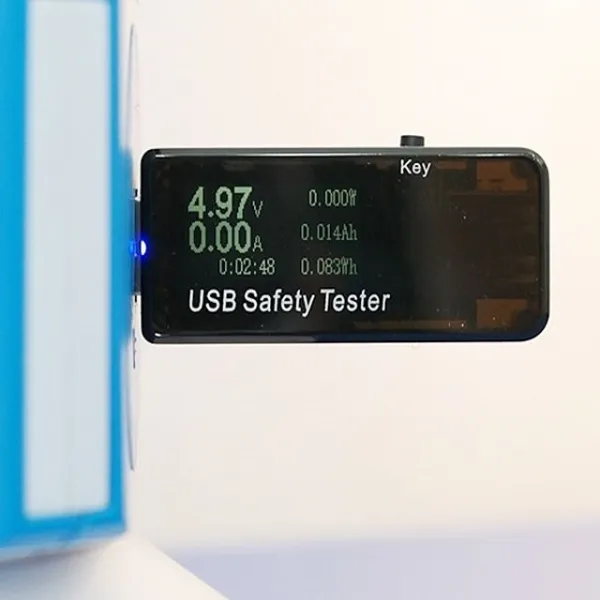 Key
4.97V 0.000W
0.00A 0.014Ah
0:02:48 0.083Wh
USB Safety Tester